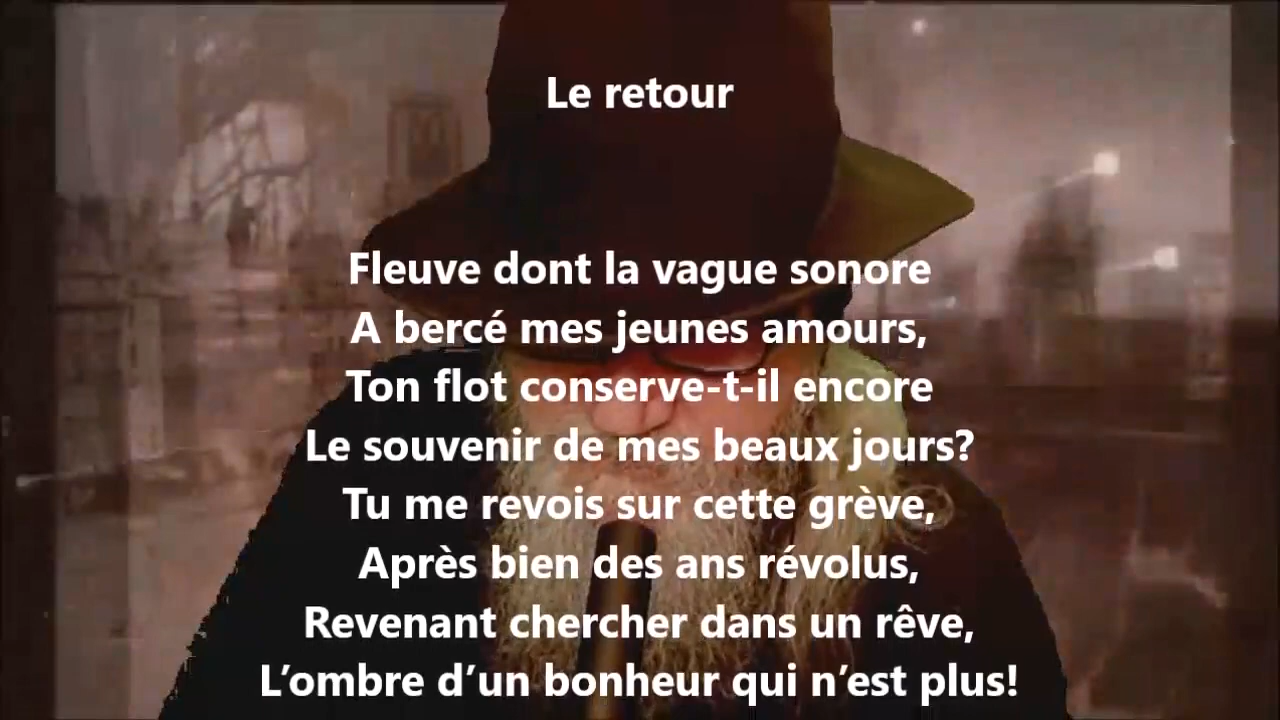 Le retour
Fleuve dont la vague sonore
A bercé mes jeunes amours,
Ton flot conserve-t-il encore
Le souvenir de mes beaux jours?
Tu me revois sur cette grève,
Après bien des ans révolus,
Revenant chercher dans un rêve,
L’ombre d’un bonheur qui n’est plus!